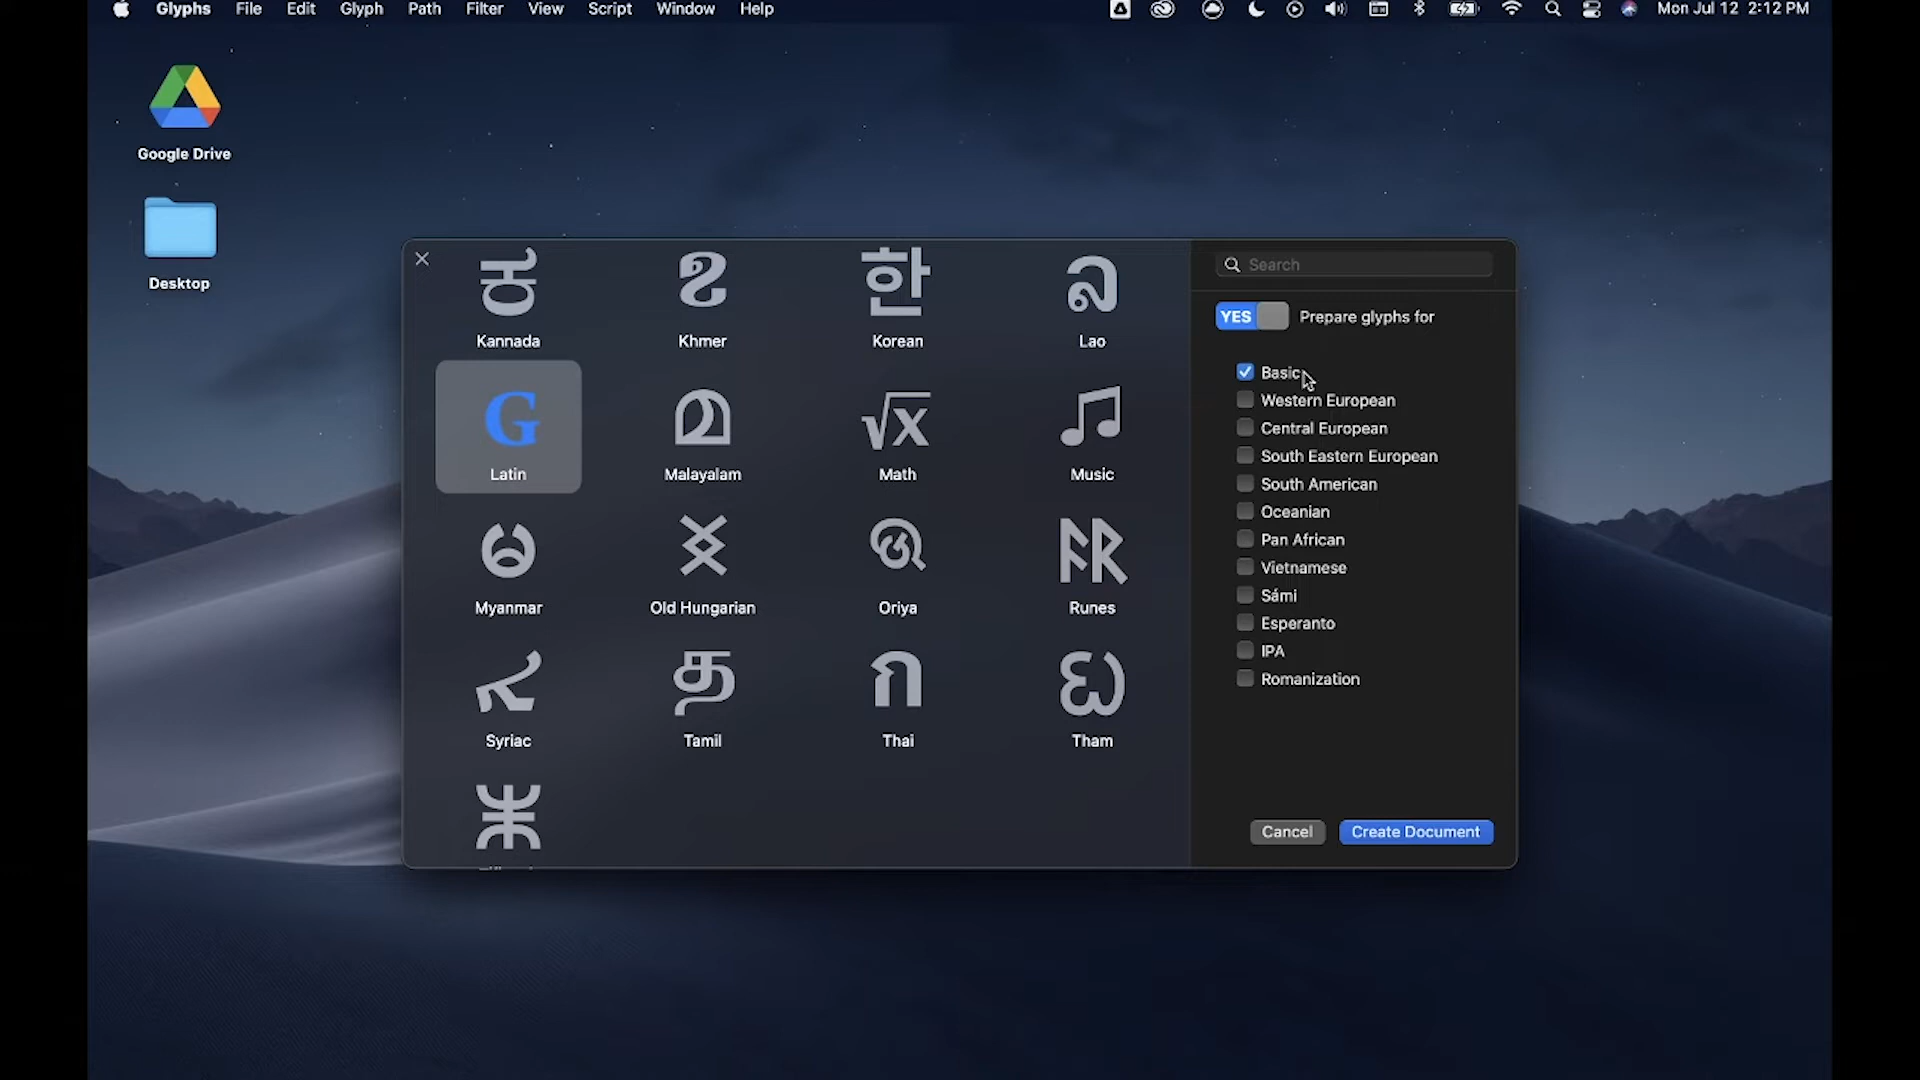 Glyphs File Edit Glyph Path Filter View Script Window Help Mon Jul 12 2:12 PM
Google Drive
Desktop
Search
YES Prepare glyphs for
Basic
Western European
Central European
South Eastern European
South American
Oceanian
Pan African
Vietnamese
Sámi
Esperanto
IPA
Romanization
Cancel Create Document
한
Kannada Khmer Korean Lao
G √x
Latin Malayalam Math Music
Myanmar Old Hungarian Oriya Runes
த ก
Syriac Tamil Thai Tham
ⵣ